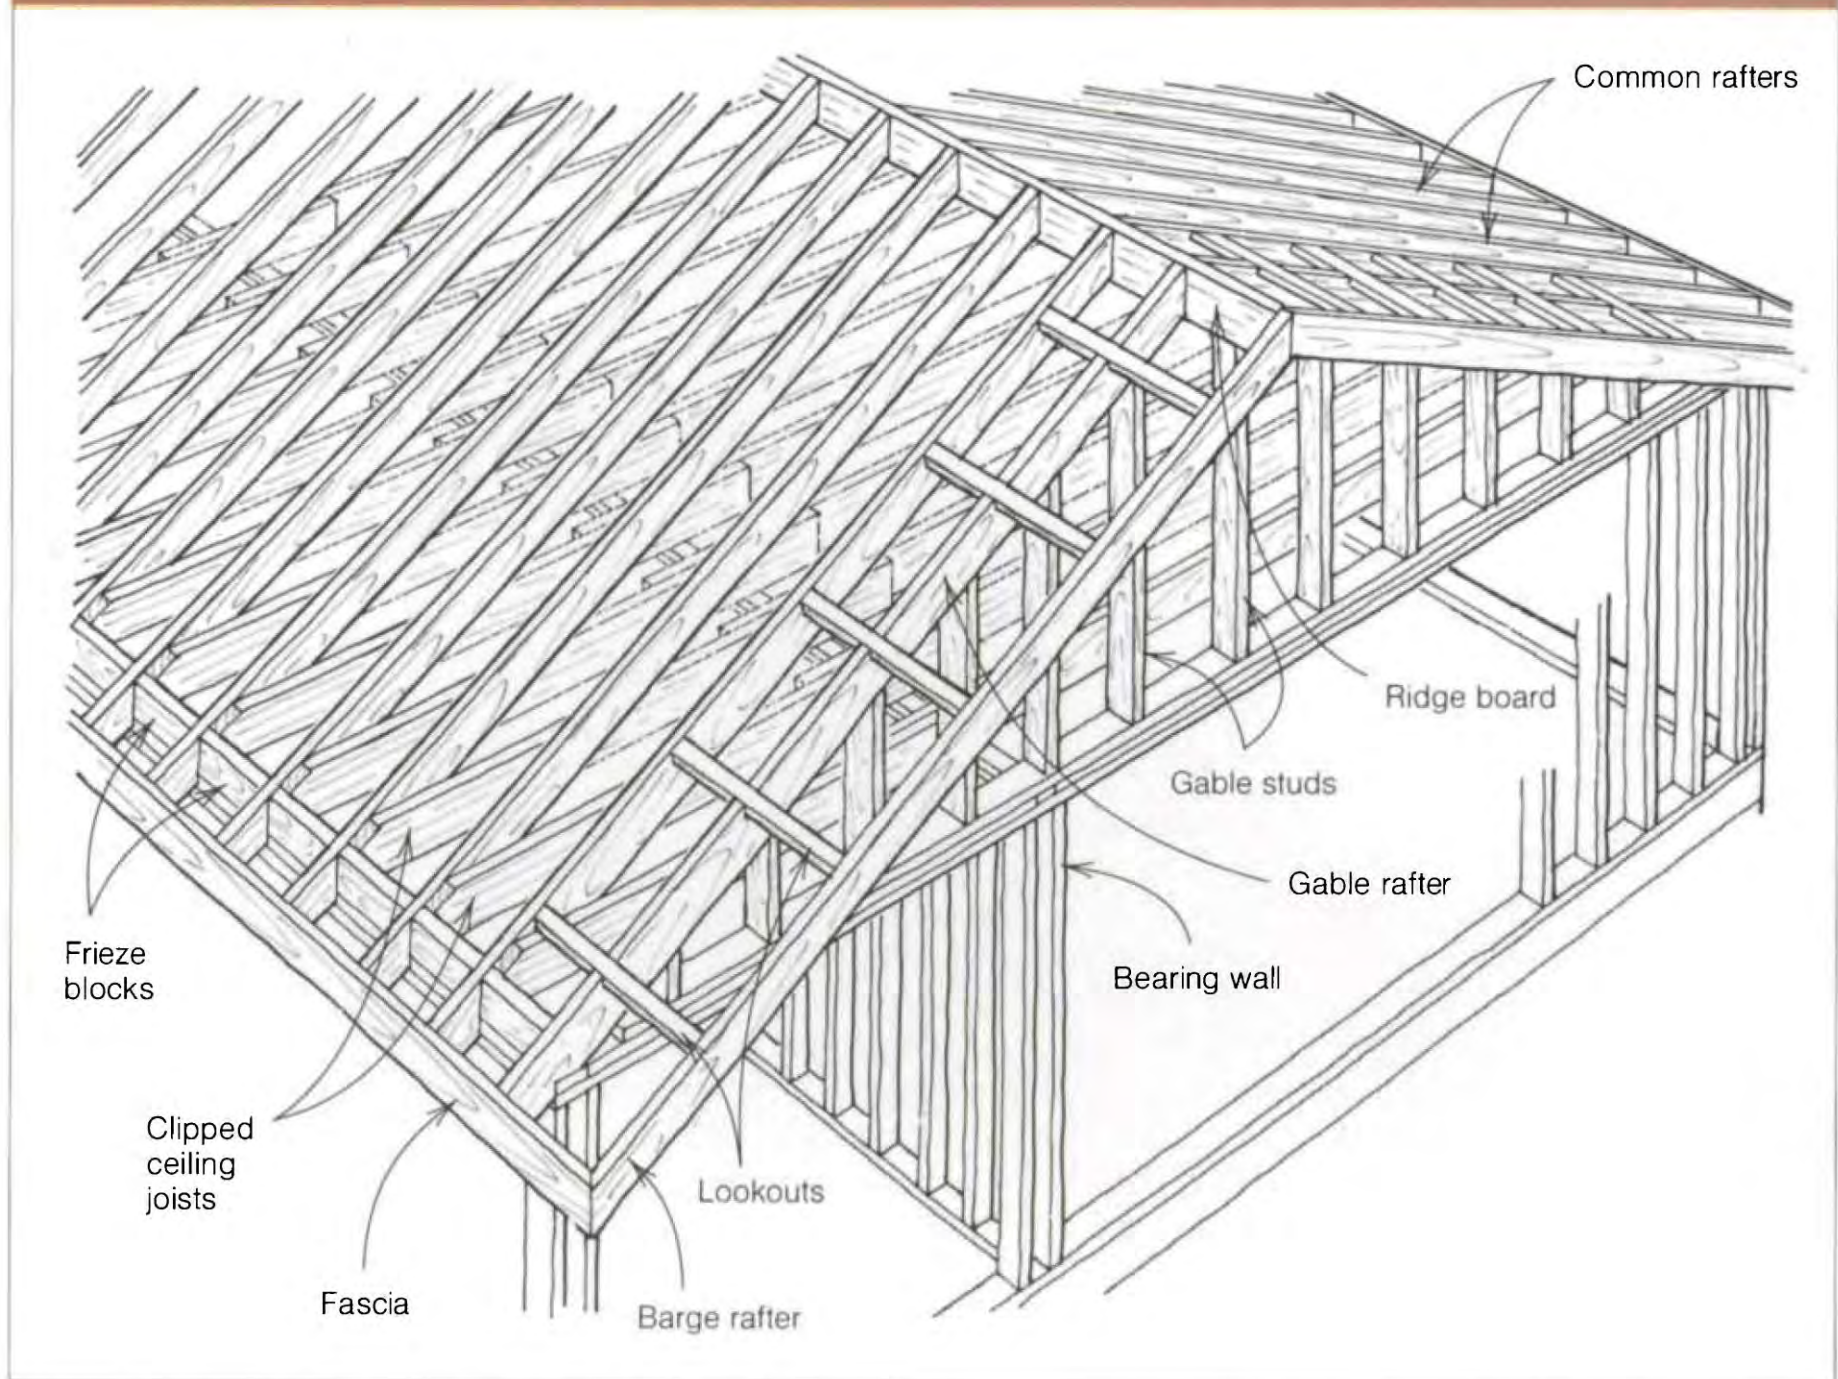 Common rafters
Ridge board
Gable studs
Gable rafter
Bearing wall
Frieze
blocks
Clipped
ceiling
joists
Lookouts
Fascia
Barge rafter